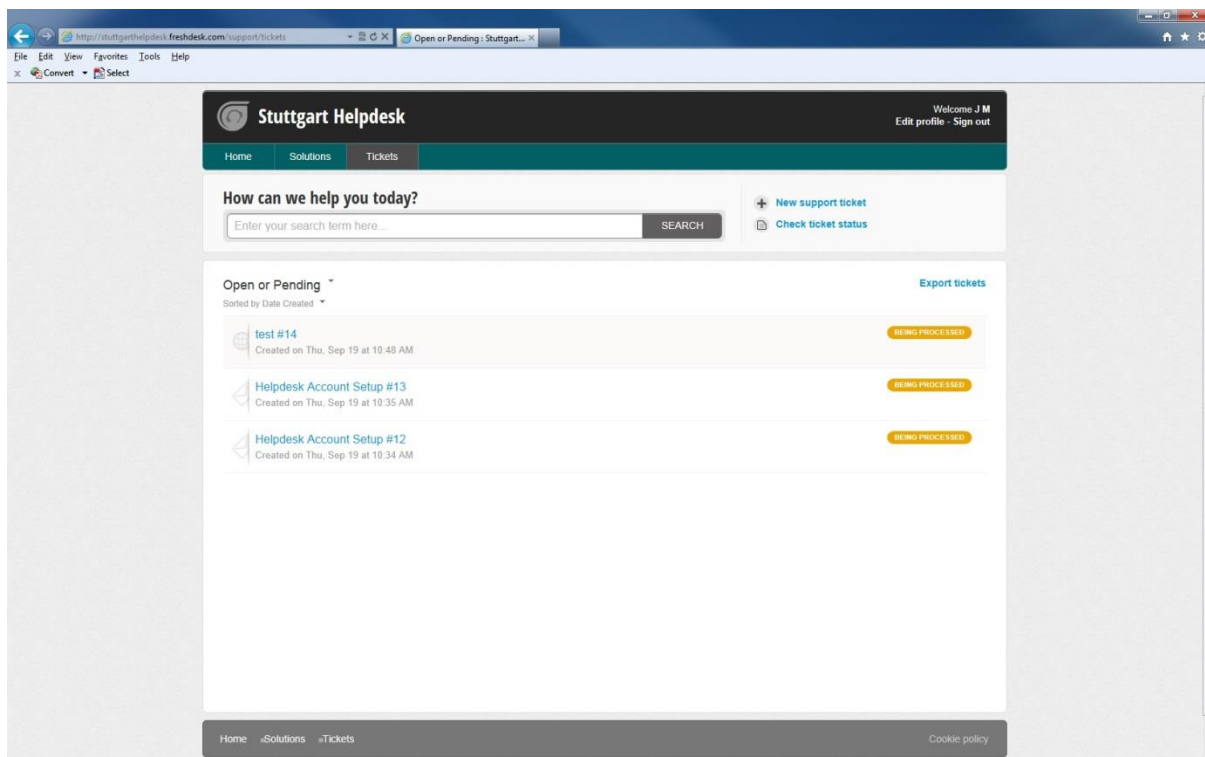 http://stuttgarthelpdesk.freshdesk.com/support/tickets
Open or Pending : Stuttgart...
File Edit View Favorites Tools Help
x Convert Select
Stuttgart Helpdesk
Welcome J M
Edit profile - Sign out
Home Solutions Tickets
How can we help you today?
Enter your search term here...
SEARCH
New support ticket
Check ticket status
Open or Pending
Export tickets
Sorted by Date Created
test #14
BEING PROCESSED
Created on Thu, Sep 19 at 10:48 AM
Helpdesk Account Setup #13
BEING PROCESSED
Created on Thu, Sep 19 at 10:35 AM
Helpdesk Account Setup #12
BEING PROCESSED
Created on Thu, Sep 19 at 10:34 AM
Home »Solutions »Tickets
Cookie policy